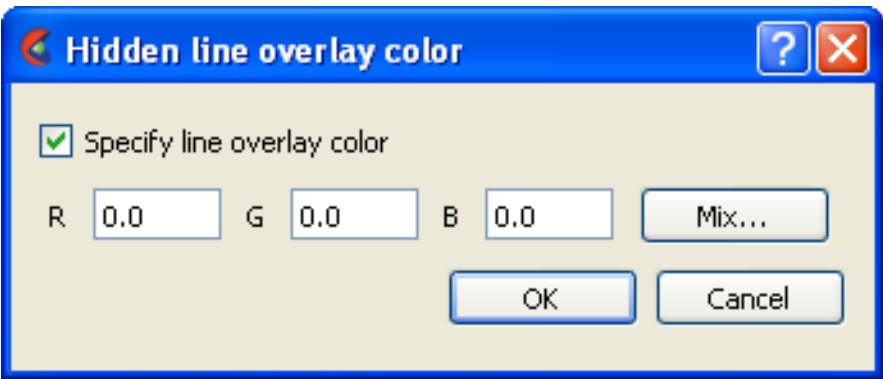 Hidden line overlay color
?
Specify line overlay color
R 0.0 G 0.0 B 0.0 Mix...
OK Cancel